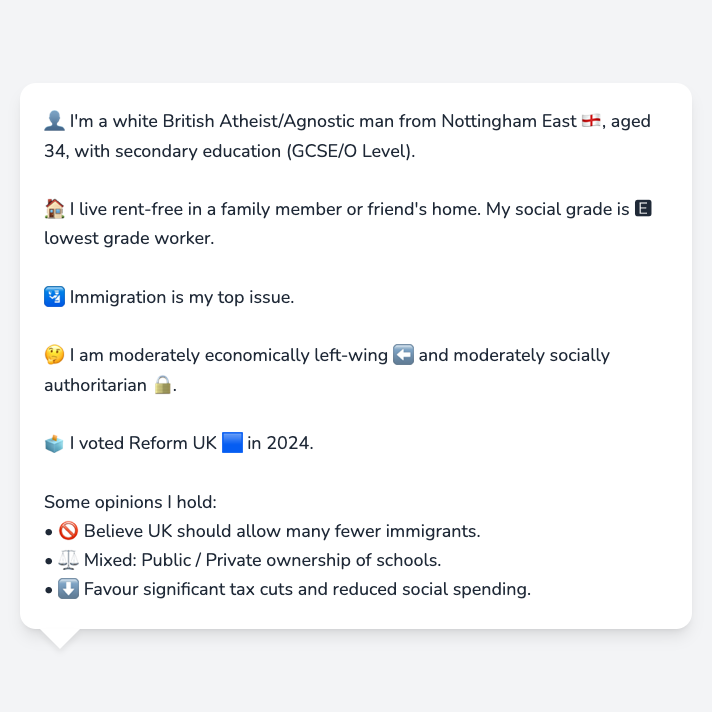 👤 I'm a white British Atheist/Agnostic man from Nottingham East 🏴󠁧󠁢󠁥󠁮󠁧󠁿, aged
34, with secondary education (GCSE/O Level).
🏠 I live rent-free in a family member or friend's home. My social grade is 🅴
lowest grade worker.
🛂 Immigration is my top issue.
🤔 I am moderately economically left-wing ⬅️ and moderately socially
authoritarian 🔒.
🗳️ I voted Reform UK 🟦 in 2024.
Some opinions I hold:
• 🚫 Believe UK should allow many fewer immigrants.
• ⚖️ Mixed: Public / Private ownership of schools.
• ⬇️ Favour significant tax cuts and reduced social spending.